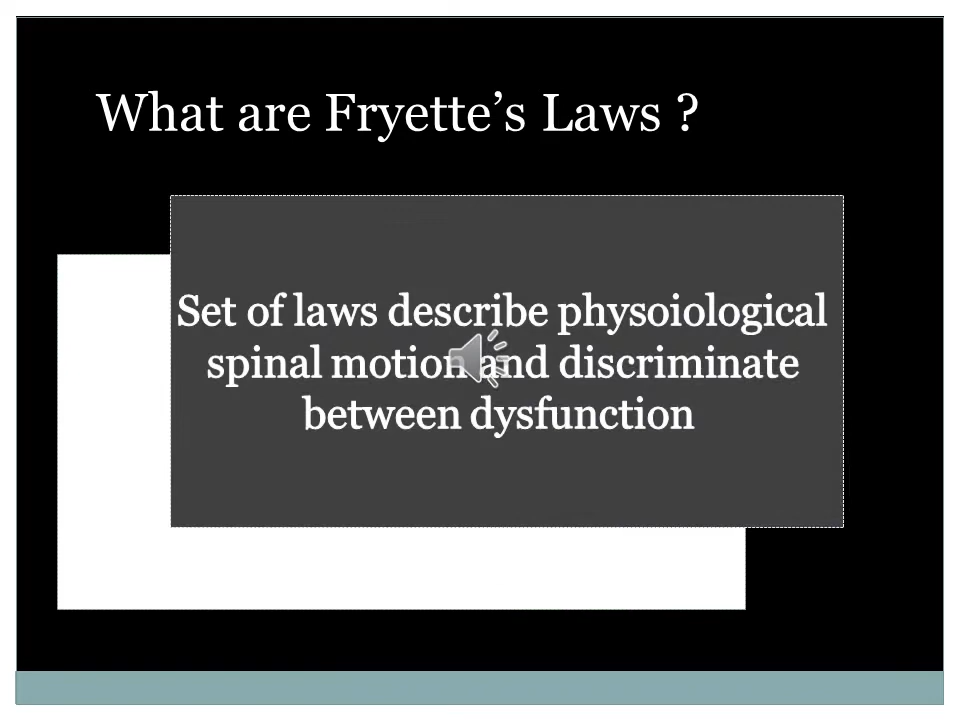 What are Fryette’s Laws ?
Set of laws describe physoiological
spinal motion and discriminate
between dysfunction